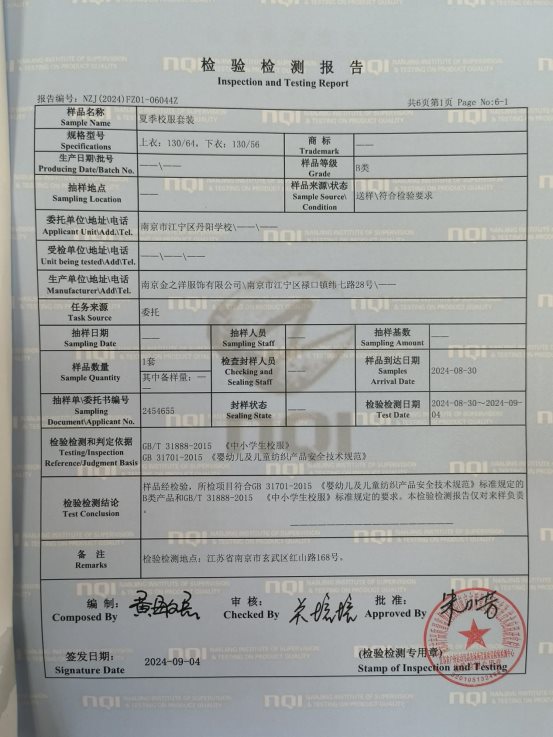 检验检测报告
Inspection and Testing Report
报告编号：NZJ(2024)FZ01-06044Z
共6页第1页 Page No:6-1
样品名称
Sample Name
夏季校服套装
规格型号
Specifications
上衣：130/64，下衣：130/56
商 标
Trademark
——
生产日期\批号
Producing Date/Batch No.
——\——
样品等级
Grade
B类
抽样地点
Sampling Location
——
样品来源\状态
Sample Source\
Condition
送样\符合检验要求
委托单位\地址\电话
Applicant Unit\Add\Tel.
南京市江宁区丹阳学校\——\——
受检单位\地址\电话
Unit being tested\Add\Tel.
——\——\——
生产单位\地址\电话
Manufacturer\Add\Tel.
南京金之洋服饰有限公司\南京市江宁区禄口镇纬七路28号\——
任务来源
Task Source
委托
抽样日期
Sampling Date
——
抽样人员
Sampling Staff
——
抽样基数
Sampling Amount
——
样品数量
Sample Quantity
1套
其中备样量：——
检查封样人员
Checking and
Sealing Staff
——
样品到达日期
Samples
Arrival Date
2024-08-30
抽样单\委托书编号
Sampling
Document\Applicant No.
2454655
封样状态
Sealing State
——
检验检测日期
Test Date
2024-08-30～2024-09-
04
检验检测和判定依据
Testing/Inspection
Reference/Judgment Basis
GB/T 31888-2015 《中小学生校服》
GB 31701-2015 《婴幼儿及儿童纺织产品安全技术规范》
检验检测结论
Test Conclusion
样品经检验，所检项目符合GB 31701-2015 《婴幼儿及儿童纺织产品安全技术规范》标准规定的
B类产品和GB/T 31888-2015 《中小学生校服》标准规定的要求。本检验检测报告仅对来样负责
。
备 注
Remarks
检验检测地点：江苏省南京市玄武区红山路168号。
编 制：
Composed By
审 核：
Checked By
批 准：
Approved By
签发日期：
Signature Date
2024-09-04
(检验检测专用章)
Stamp of Inspection and Testing
NQI
NANJING INSTITUTE OF SUPERVISION
& TESTING ON PRODUCT QUALITY